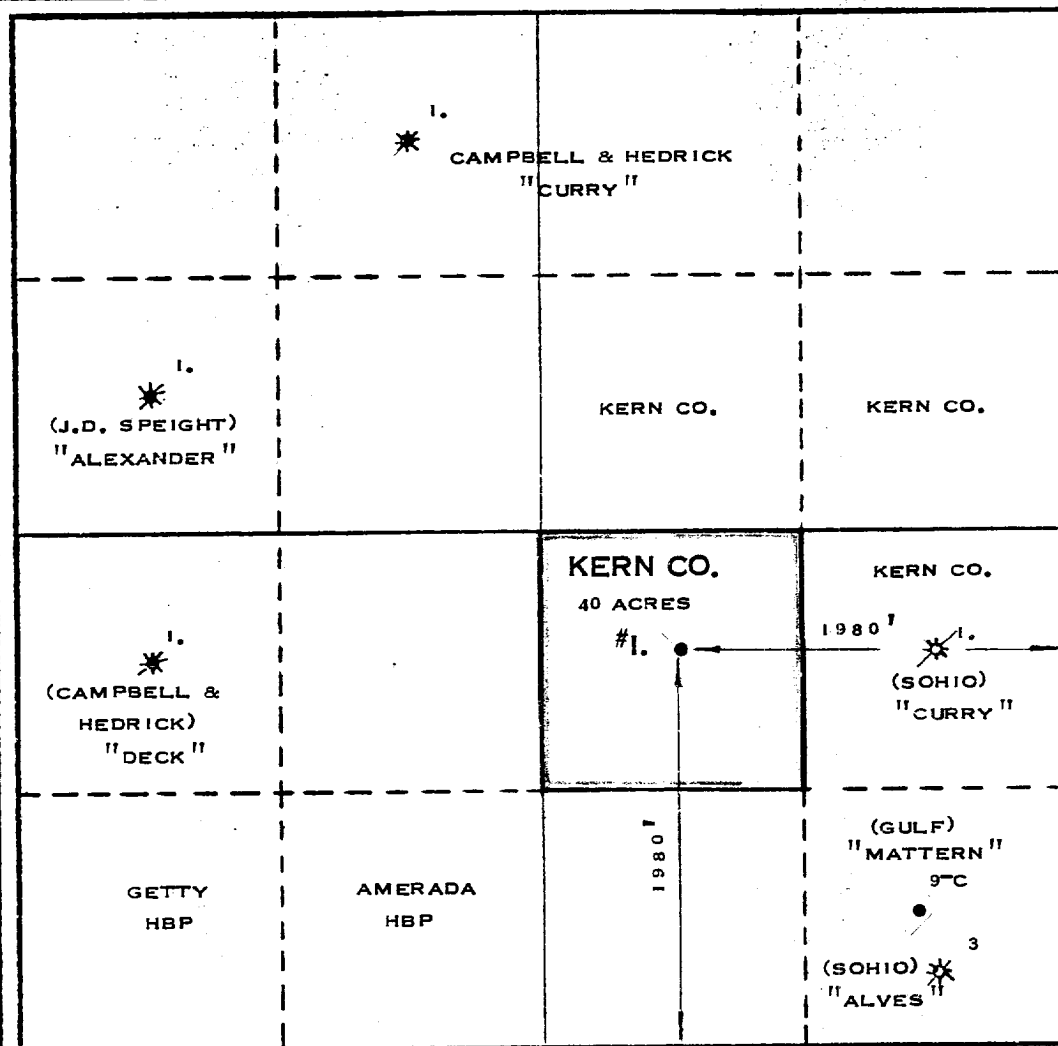 1.
CAMPBELL & HEDRICK
"CURRY"
1.
(J.D. SPEIGHT)
"ALEXANDER"
KERN CO.
KERN CO.
1.
(CAMPBELL &
HEDRICK)
"DECK"
KERN CO.
40 ACRES
#1.
KERN CO.
1980'
1.
(SOHIO)
"CURRY"
1980'
GETTY
HBP
AMERADA
HBP
(GULF)
"MATTERN"
9-C
3
(SOHIO)
"ALVES"